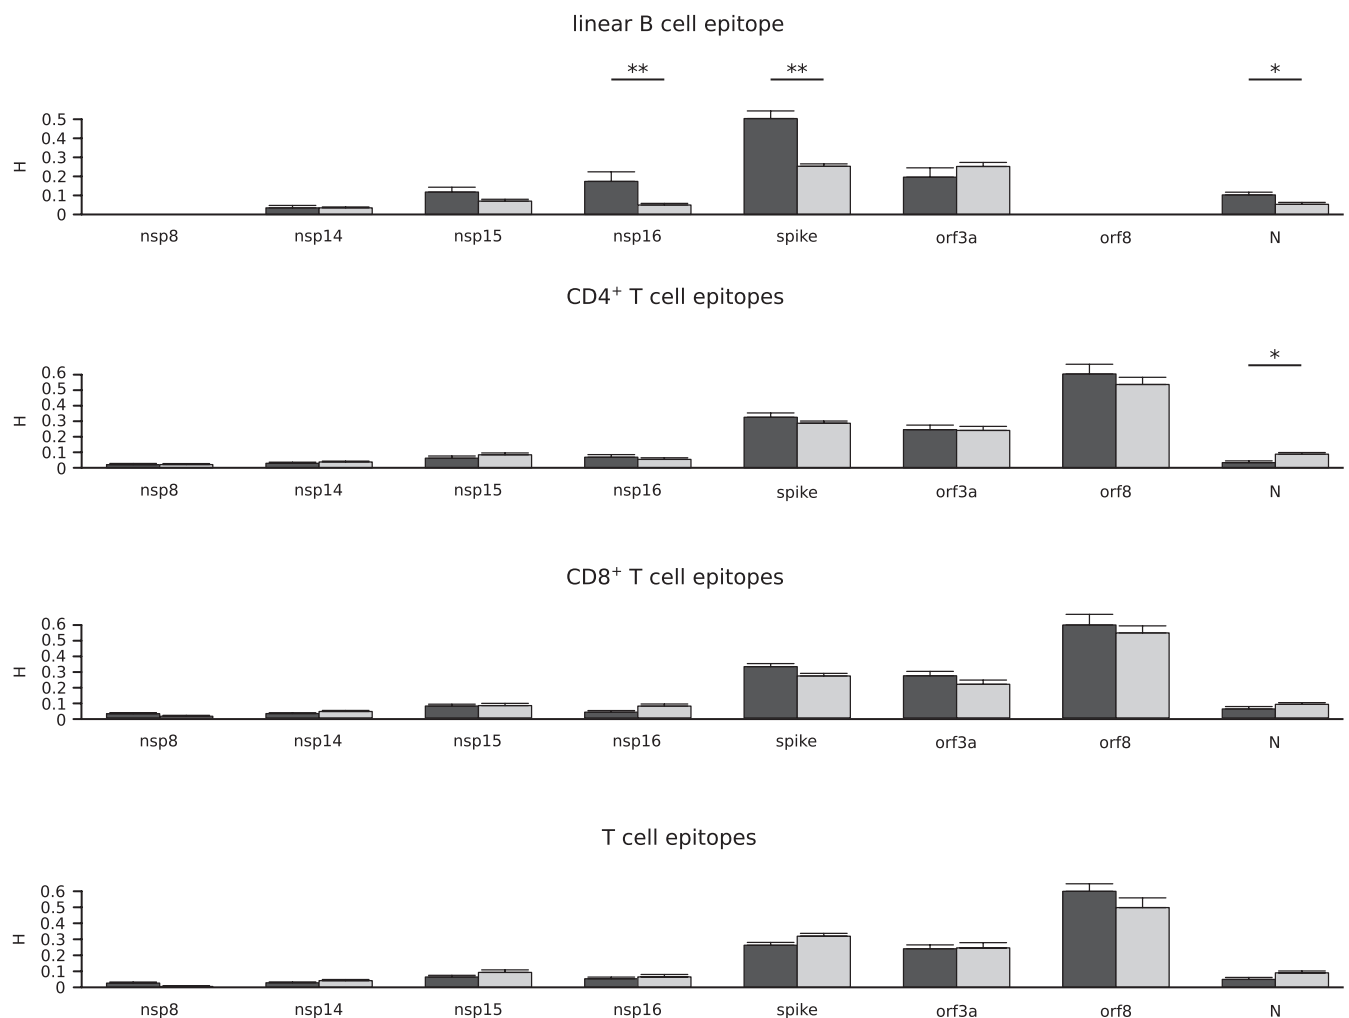 linear B cell epitope
** ** *
0.5
0.4
0.3
0.2
0.1
0
H
nsp8 nsp14 nsp15 nsp16 spike orf3a orf8 N
CD4⁺ T cell epitopes
*
0.6
0.5
0.4
0.3
0.2
0.1
0
H
nsp8 nsp14 nsp15 nsp16 spike orf3a orf8 N
CD8⁺ T cell epitopes
0.6
0.5
0.4
0.3
0.2
0.1
0
H
nsp8 nsp14 nsp15 nsp16 spike orf3a orf8 N
T cell epitopes
0.6
0.5
0.4
0.3
0.2
0.1
0
H
nsp8 nsp14 nsp15 nsp16 spike orf3a orf8 N